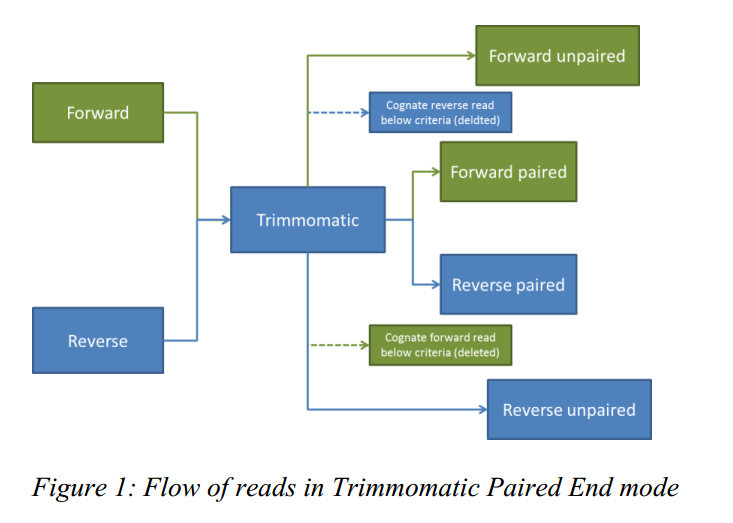 Forward unpaired
Cognate reverse read
below criteria (deldted)
Forward
Forward paired
Trimmomatic
Reverse paired
Reverse
Cognate forward read
below criteria (deleted)
Reverse unpaired
Figure 1: Flow of reads in Trimmomatic Paired End mode